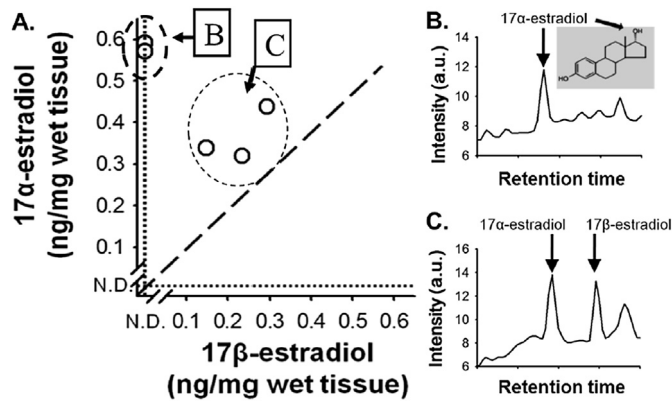 A.
17α-estradiol
(ng/mg wet tissue)
0.6
0.5
0.4
0.3
0.2
0.1
N.D.
B
C
N.D. 0.1 0.2 0.3 0.4 0.5 0.6
17β-estradiol
(ng/mg wet tissue)
B.
17α-estradiol
OH
HO
Intensity (a.u.)
14
12
10
8
6
Retention time
C.
17α-estradiol 17β-estradiol
Intensity (a.u.)
16
14
12
10
8
6
Retention time